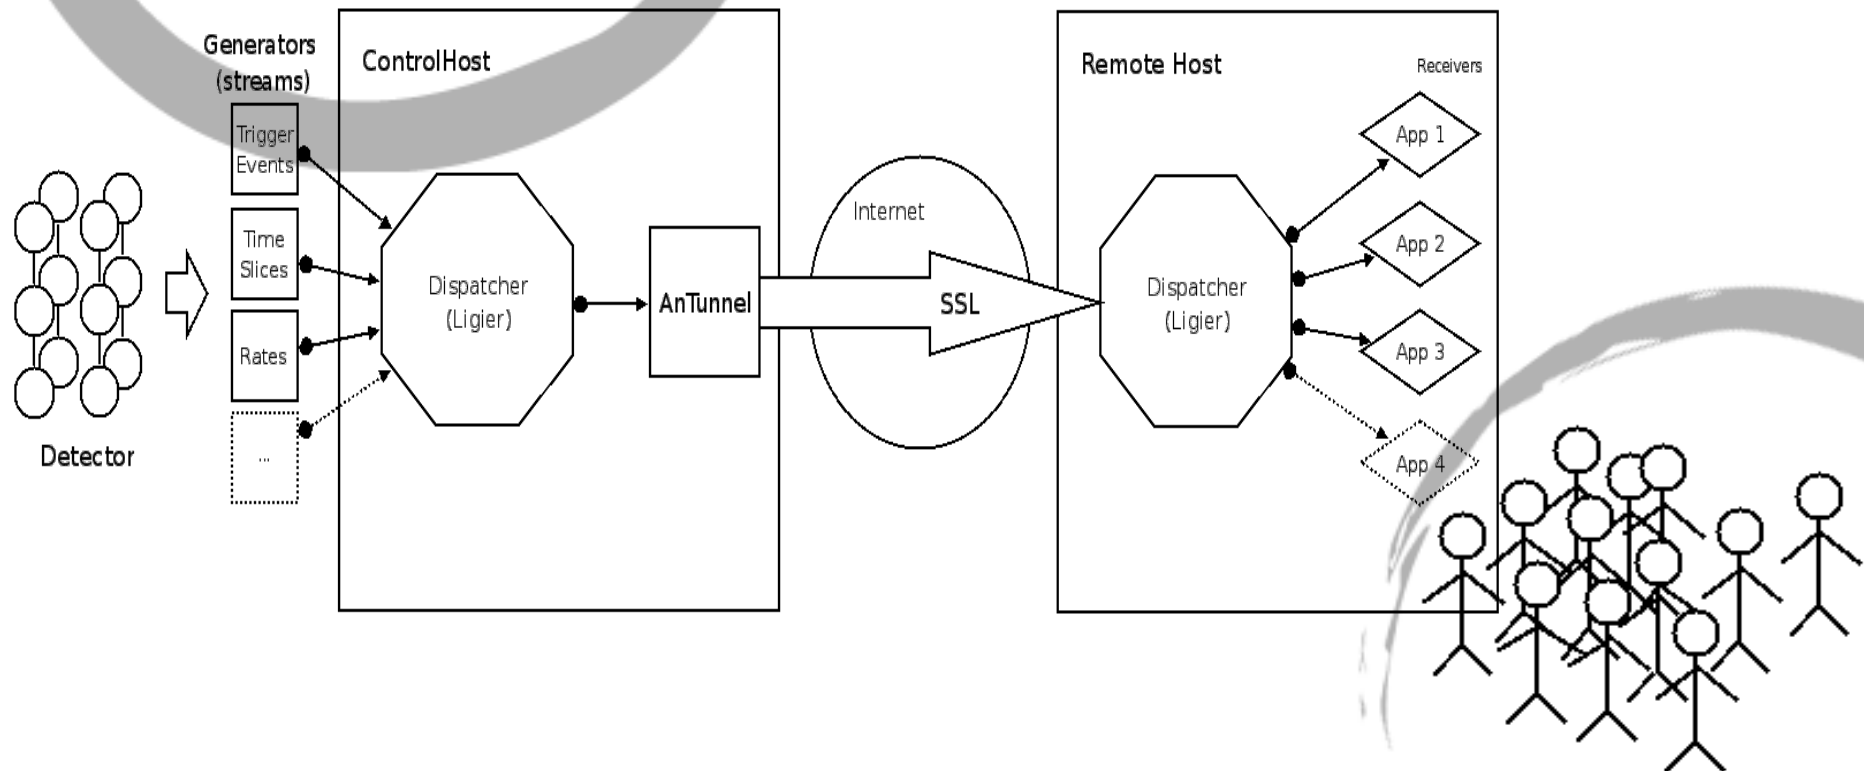 Generators
(streams)
ControlHost
Remote Host
Receivers
Trigger
Events
Time
Slices
Rates
...
Detector
Dispatcher
(Ligier)
AnTunnel
Internet
SSL
Dispatcher
(Ligier)
App 1
App 2
App 3
App 4